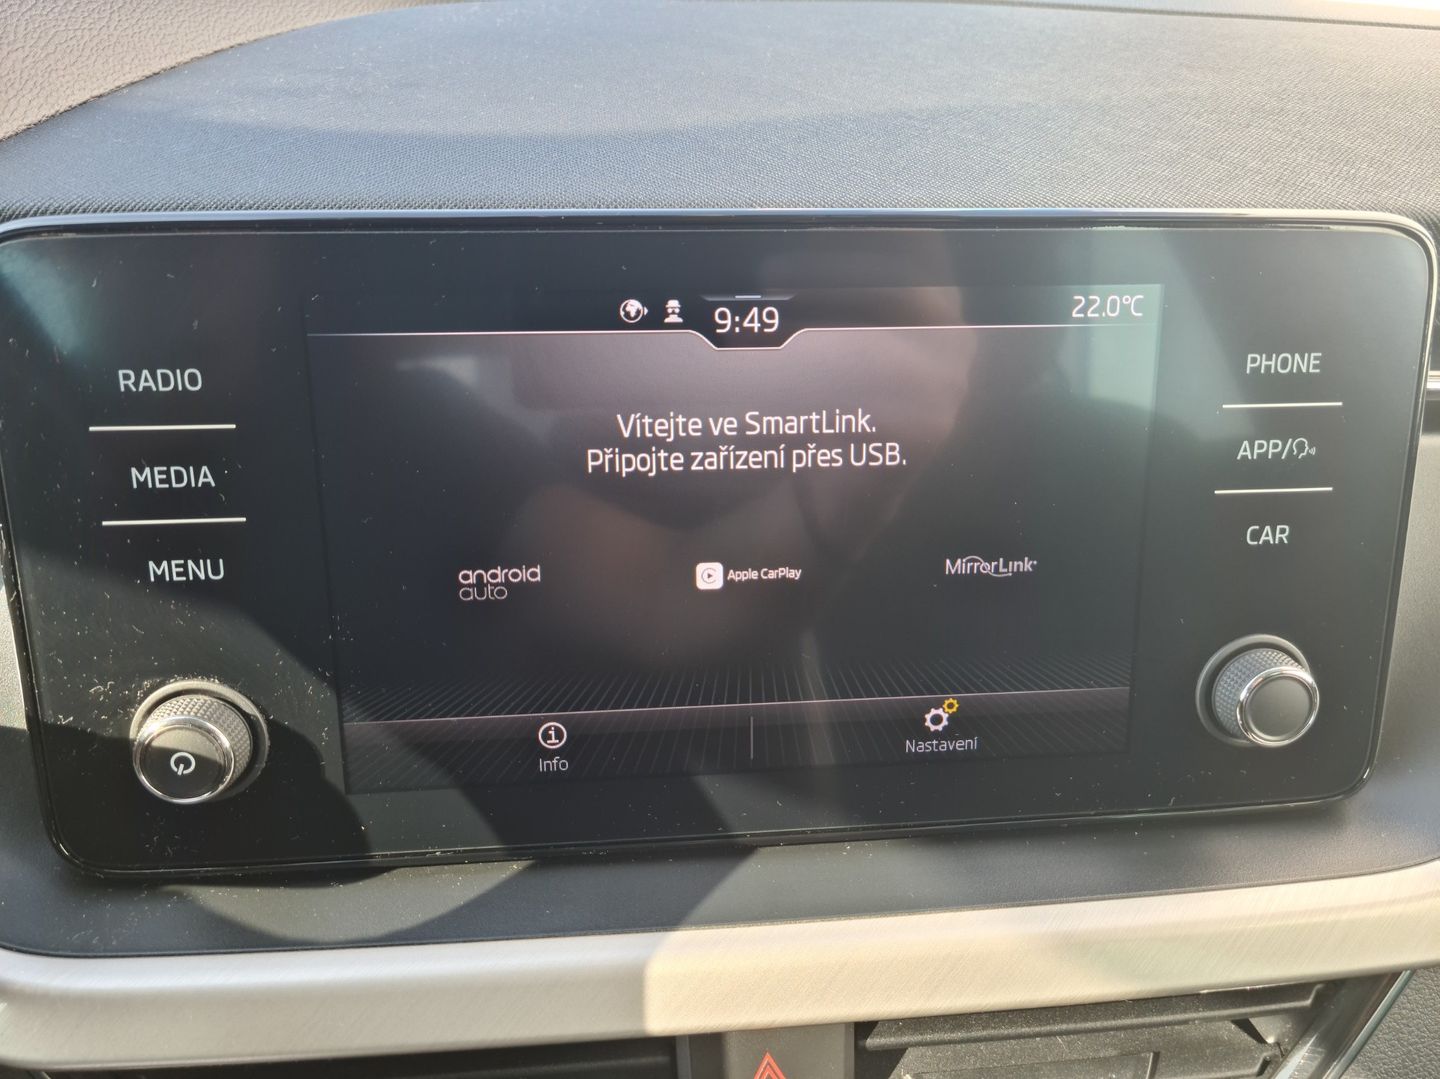 9:49
22.0°C
RADIO
MEDIA
MENU
Vítejte ve SmartLink.
Připojte zařízení přes USB.
android
auto
Apple CarPlay
MirrorLink
Info
Nastavení
PHONE
APP/
CAR